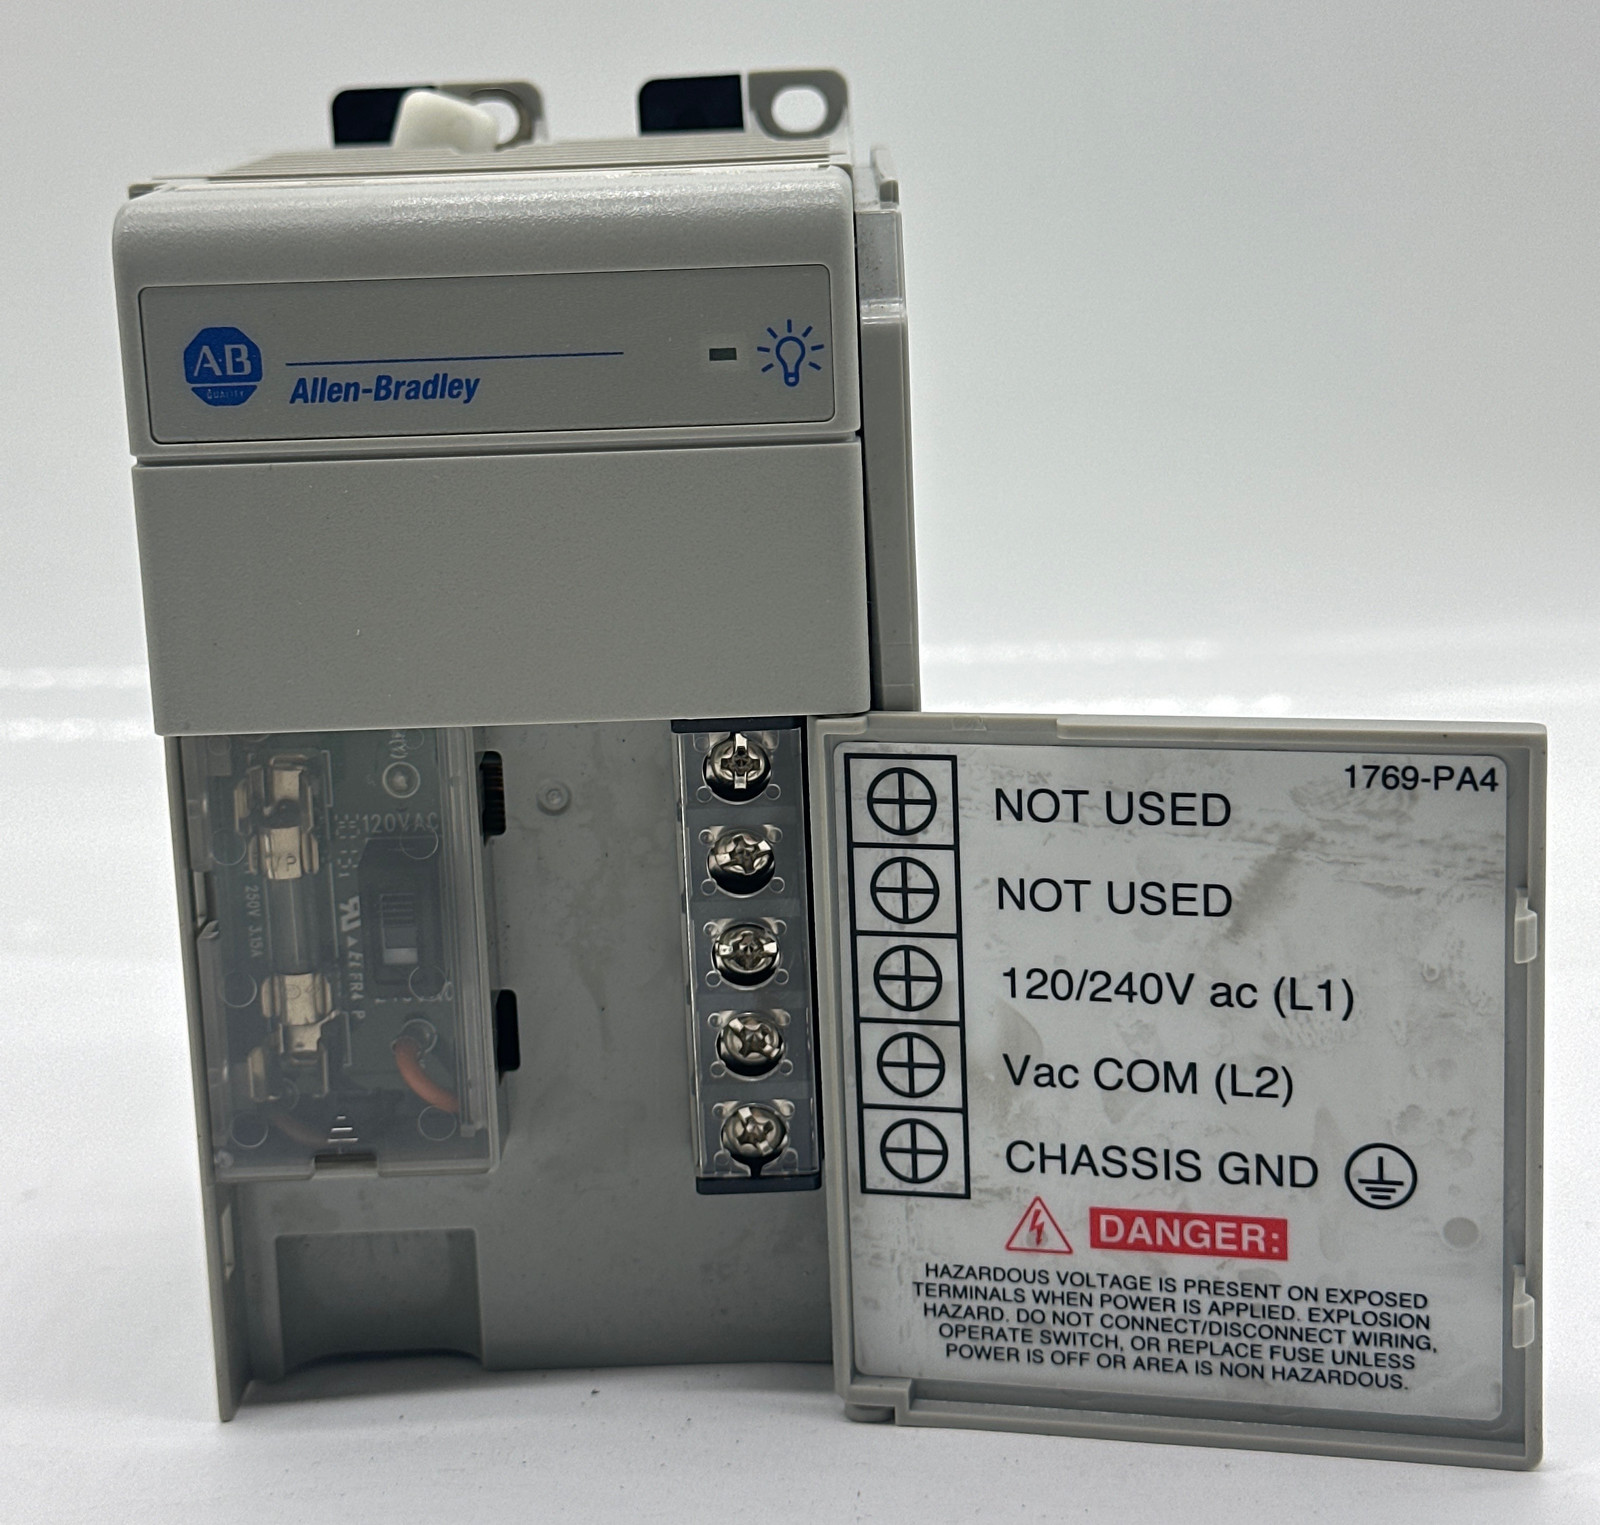 AB
QUALITY
Allen-Bradley
120VAC
250V 3.15A
FR4
1769-PA4
NOT USED
NOT USED
120/240V ac (L1)
Vac COM (L2)
CHASSIS GND
DANGER:
HAZARDOUS VOLTAGE IS PRESENT ON EXPOSED
TERMINALS WHEN POWER IS APPLIED. EXPLOSION
HAZARD. DO NOT CONNECT/DISCONNECT WIRING,
OPERATE SWITCH, OR REPLACE FUSE UNLESS
POWER IS OFF OR AREA IS NON HAZARDOUS.